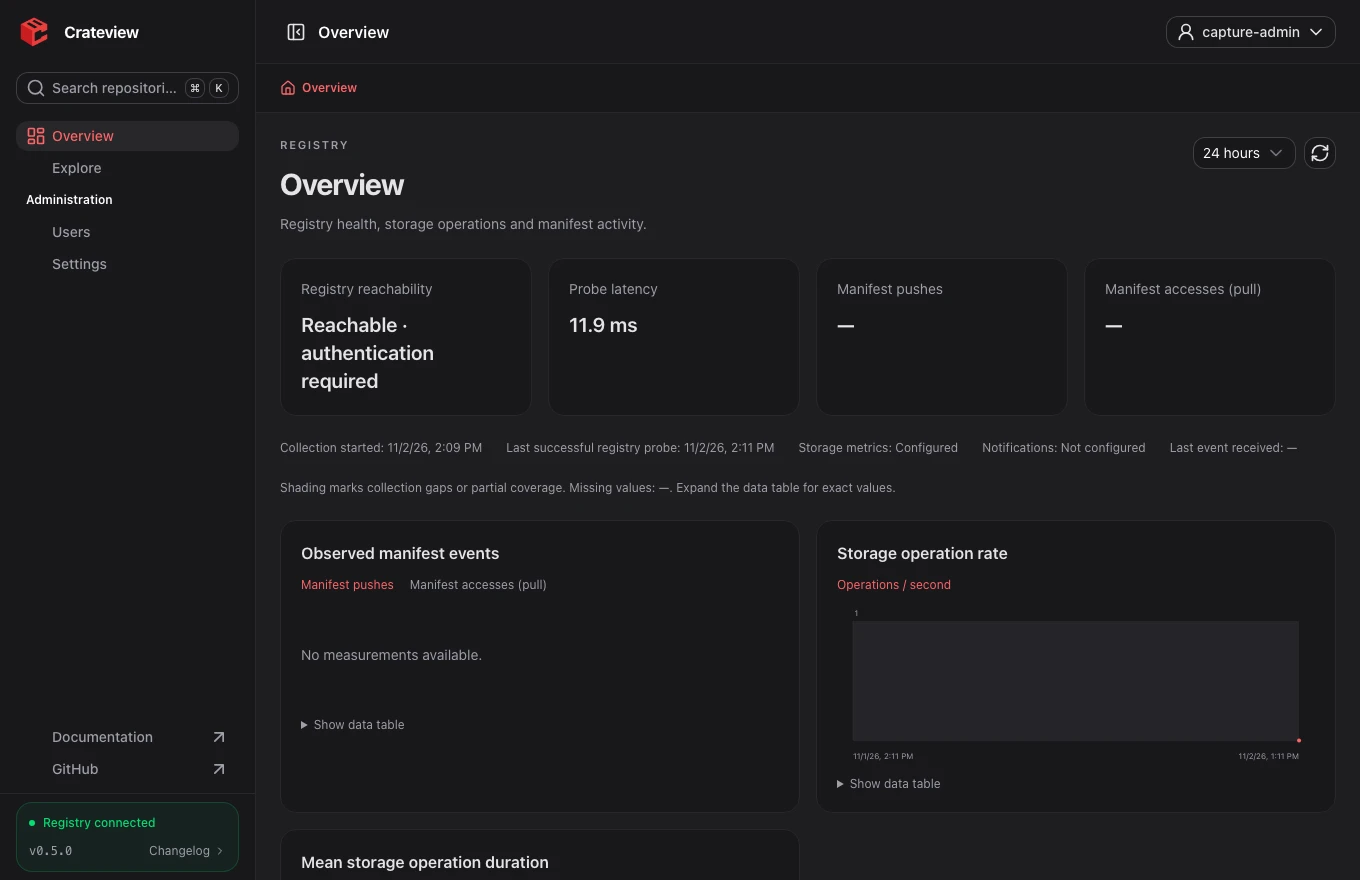 Crateview
Search repositori... ⌘ K
Overview
Explore
Administration
Users
Settings
Documentation
GitHub
Registry connected
v0.5.0 Changelog
Overview
capture-admin
Overview
REGISTRY
Overview
Registry health, storage operations and manifest activity.
24 hours
Registry reachability
Reachable ·
authentication
required
Probe latency
11.9 ms
Manifest pushes
—
Manifest accesses (pull)
—
Collection started: 11/2/26, 2:09 PM Last successful registry probe: 11/2/26, 2:11 PM Storage metrics: Configured Notifications: Not configured Last event received: —
Shading marks collection gaps or partial coverage. Missing values: —. Expand the data table for exact values.
Observed manifest events
Manifest pushes Manifest accesses (pull)
No measurements available.
Show data table
Storage operation rate
Operations / second
1
11/1/26, 2:11 PM 11/2/26, 1:11 PM
Show data table
Mean storage operation duration